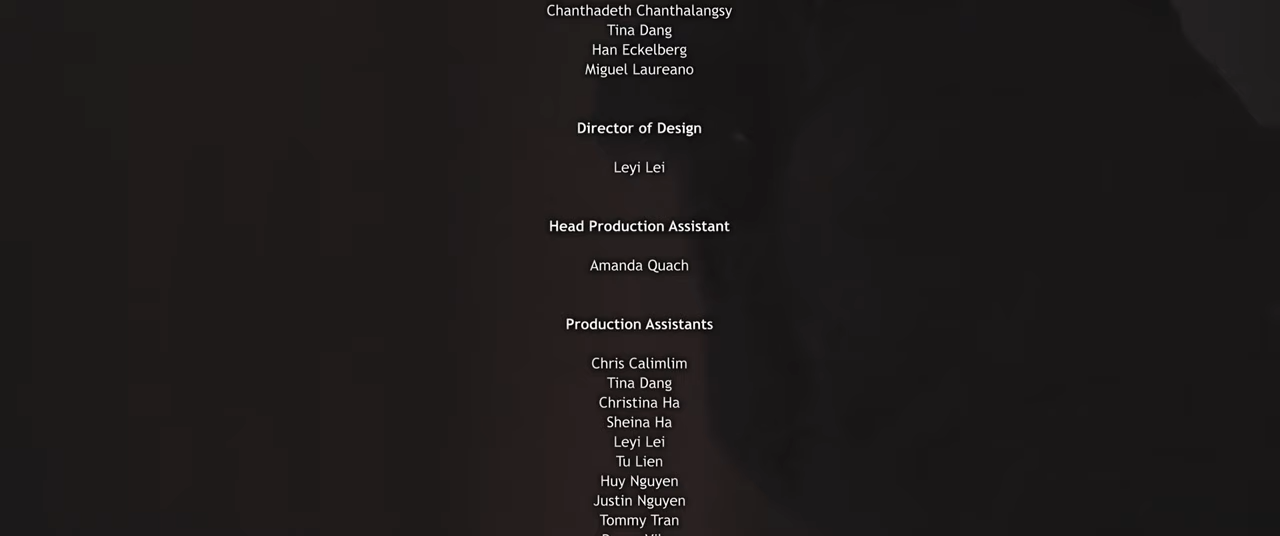 Chanthadeth Chanthalangsy
Tina Dang
Han Eckelberg
Miguel Laureano
Director of Design
Leyi Lei
Head Production Assistant
Amanda Quach
Production Assistants
Chris Calimlim
Tina Dang
Christina Ha
Sheina Ha
Leyi Lei
Tu Lien
Huy Nguyen
Justin Nguyen
Tommy Tran